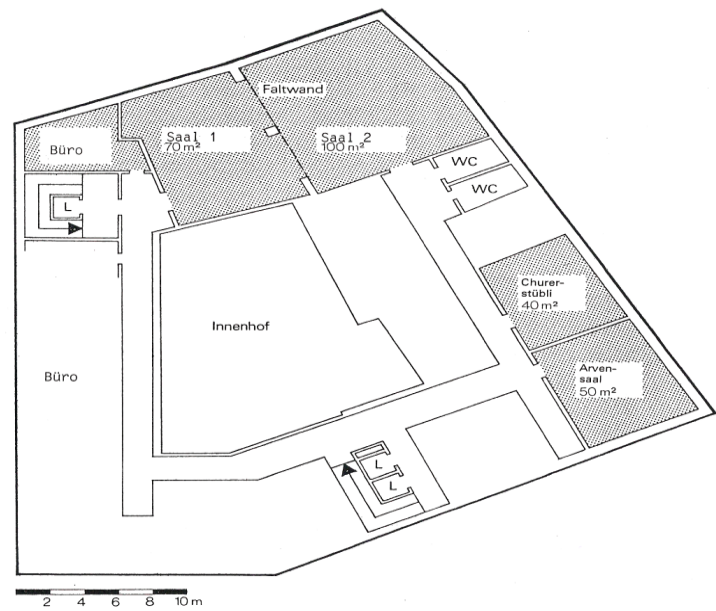 Faltwand
Saal 1
70 m²
Saal 2
100 m²
Büro
WC
WC
L
Churer-
stübli
40 m²
Innenhof
Arven-
saal
50 m²
Büro
L
L
2 4 6 8 10 m